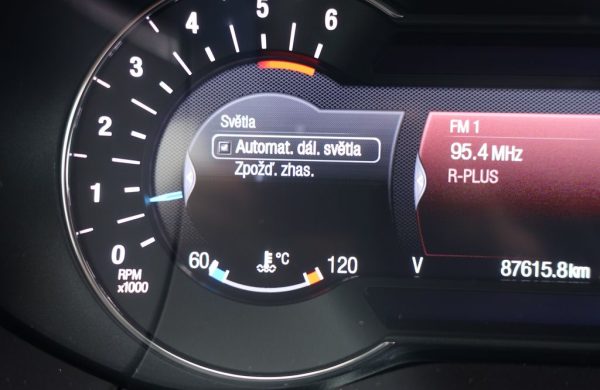 5
4
6
3
2
1
0
RPM
x1000
Světla
Automat. dál. světla
Zpožď. zhas.
60
°C
120
FM 1
95.4 MHz
R-PLUS
V
87615.8km